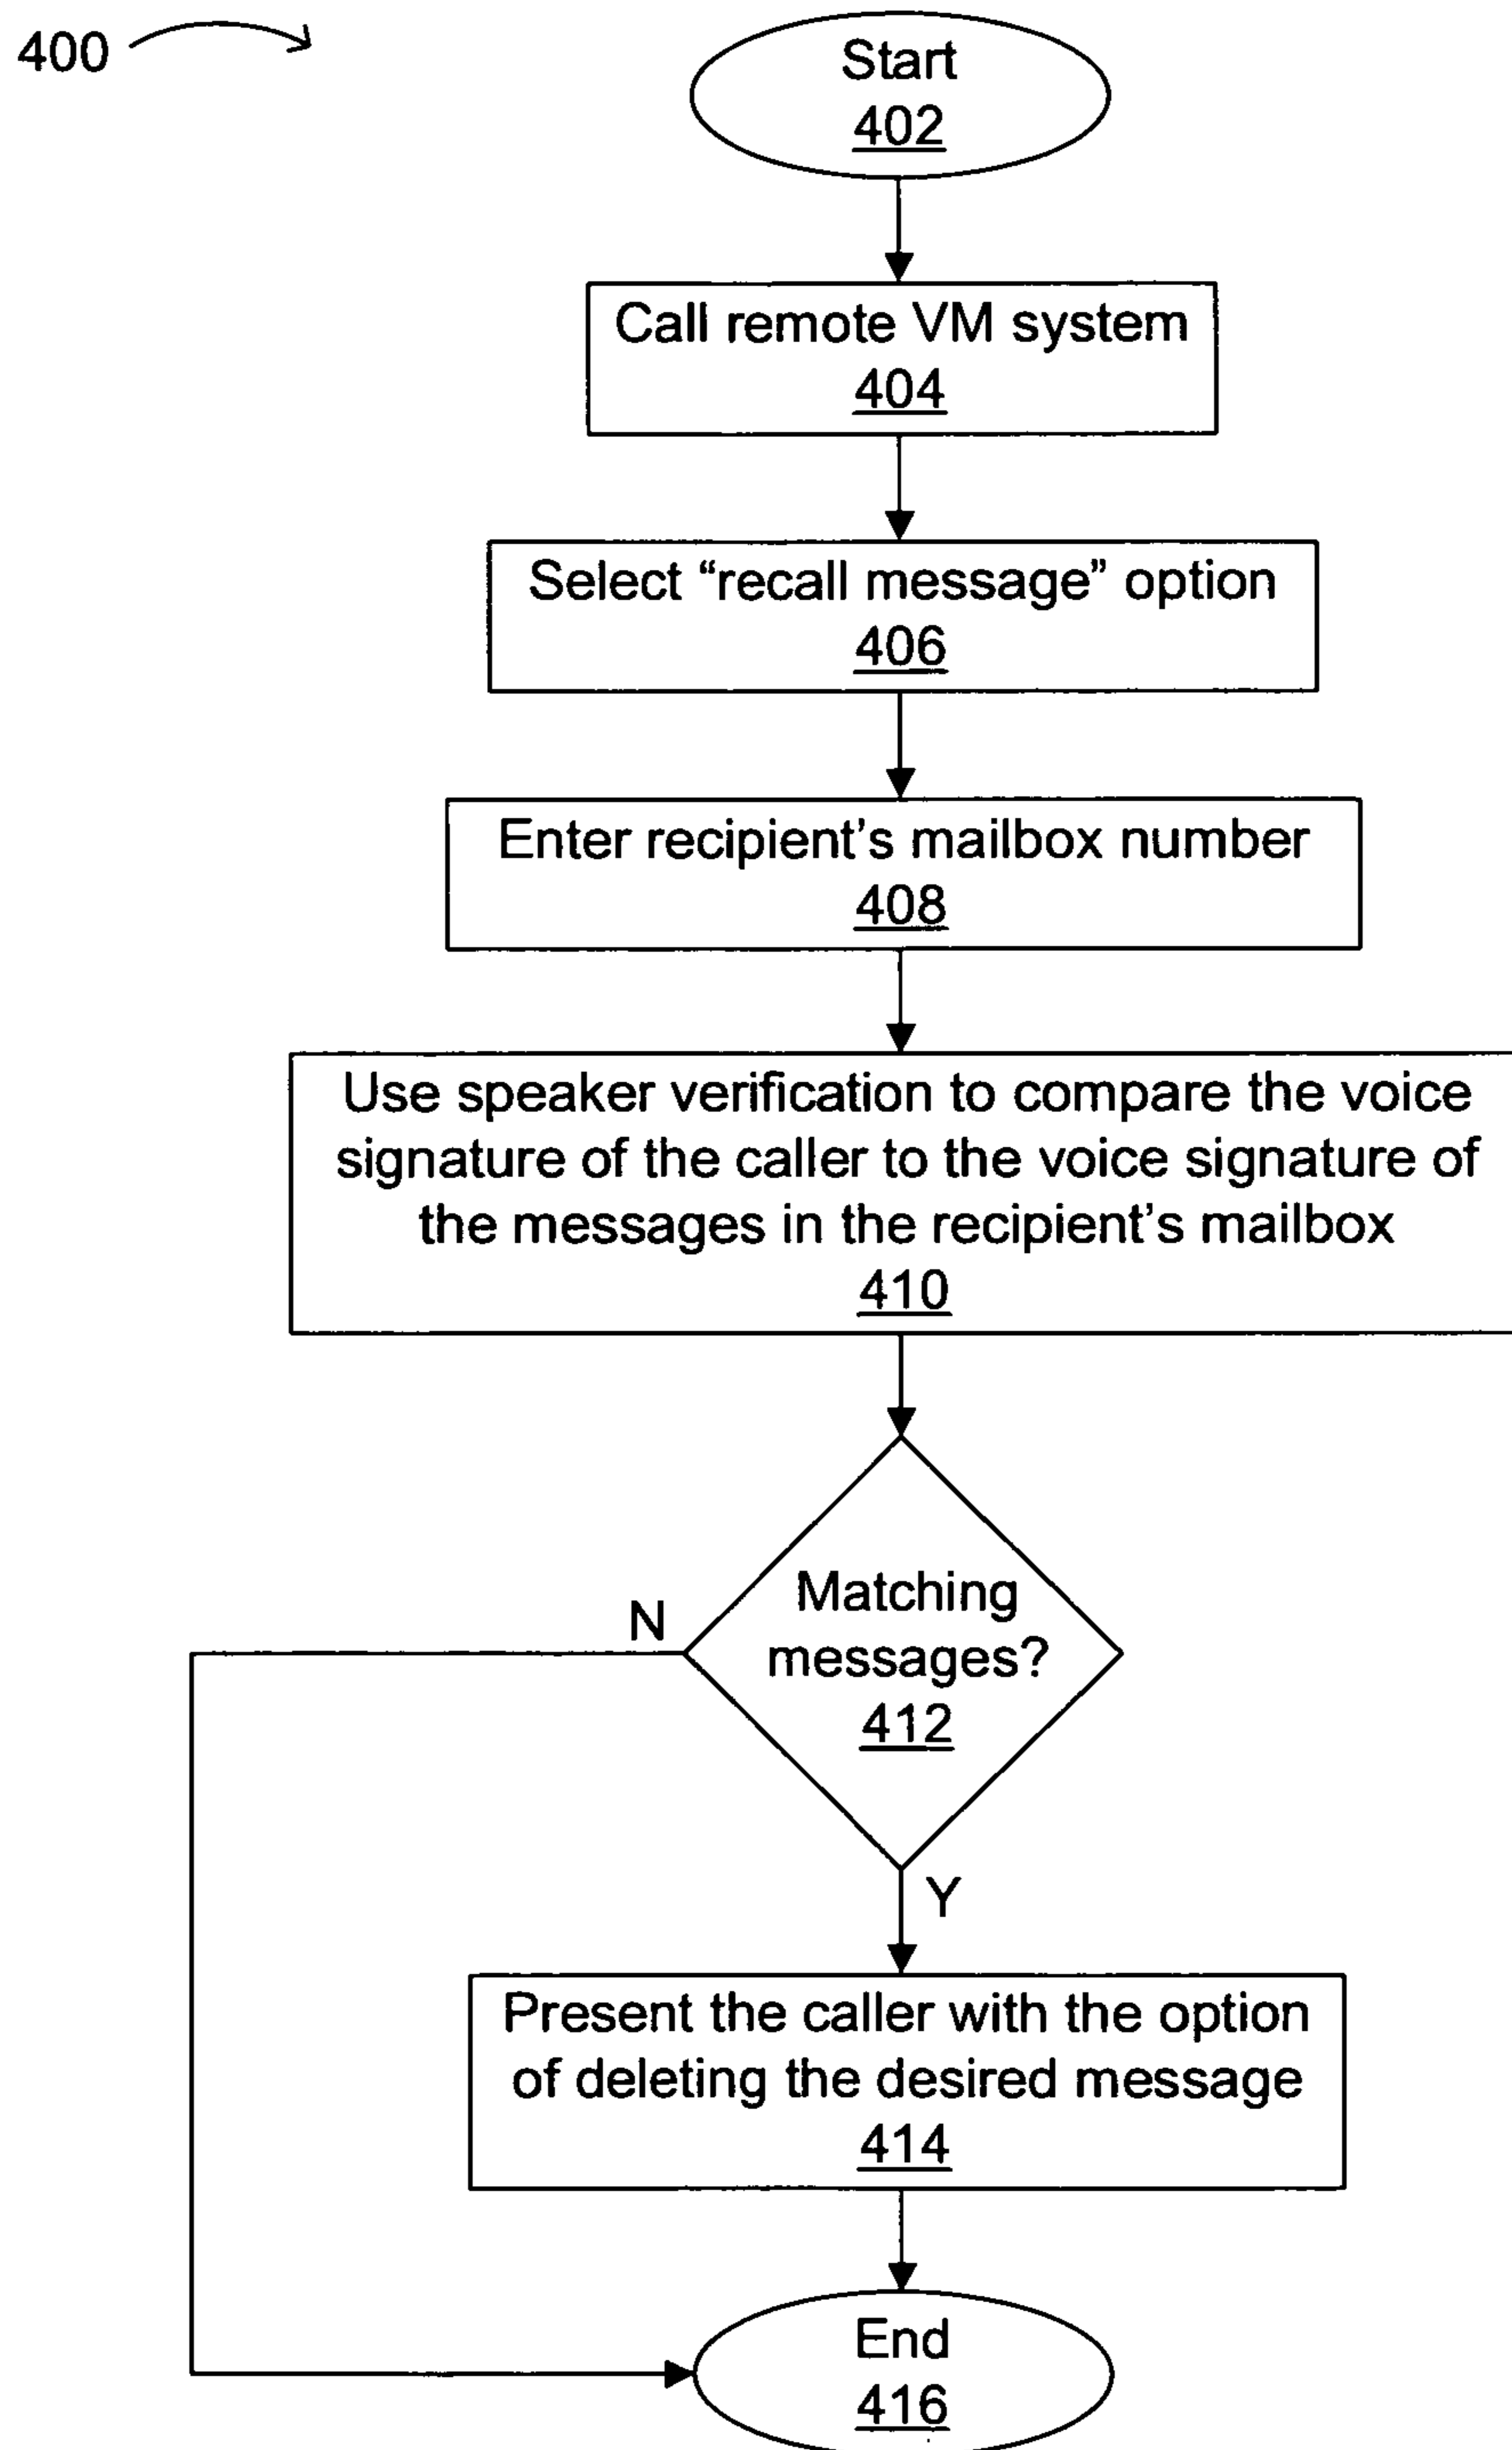 400
Start
402
Call remote VM system
404
Select “recall message” option
406
Enter recipient’s mailbox number
408
Use speaker verification to compare the voice
signature of the caller to the voice signature of
the messages in the recipient’s mailbox
410
N
Matching
messages?
412
Y
Present the caller with the option
of deleting the desired message
414
End
416